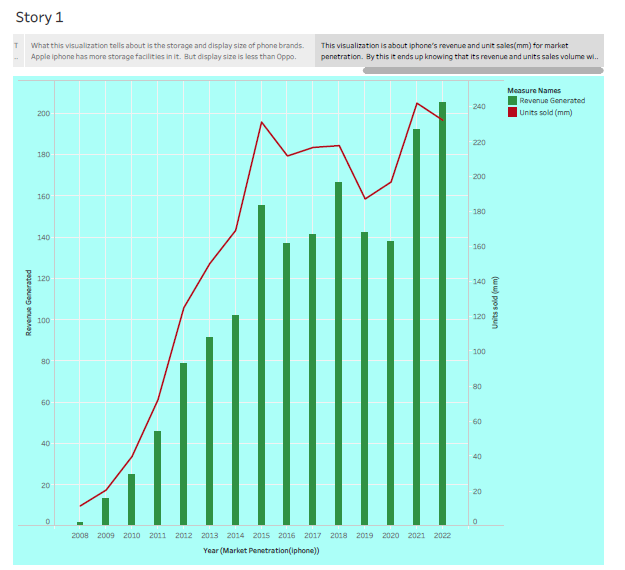 Story 1
T
..
What this visualization tells about is the storage and display size of phone brands.
Apple iphone has more storage facilities in it. But display size is less than Oppo.
This visualization is about iphone's revenue and unit sales(mm) for market
penetration. By this it ends up knowing that its revenue and units sales volume wi..
Measure Names
Revenue Generated
Units sold (mm)
200
180
160
140
120
100
80
60
40
20
0
Revenue Generated
240
220
200
180
160
140
120
100
80
60
40
20
0
Units sold (mm)
2008 2009 2010 2011 2012 2013 2014 2015 2016 2017 2018 2019 2020 2021 2022
Year (Market Penetration(iphone))